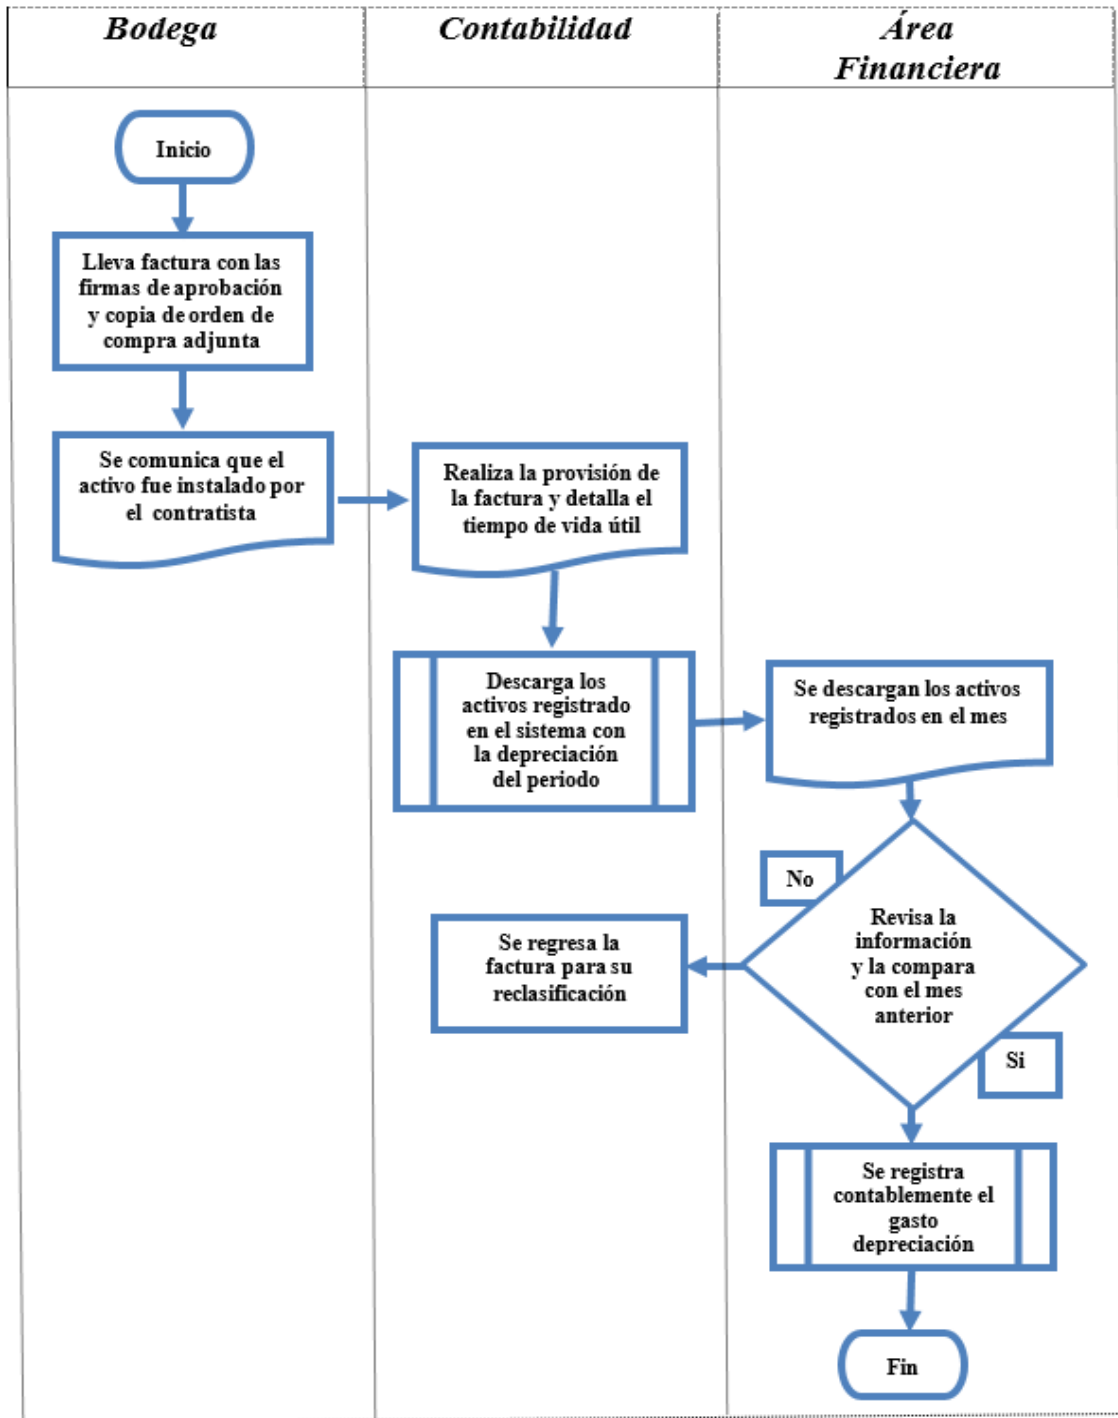 Bodega
Contabilidad
Área
Financiera
Inicio
Lleva factura con las
firmas de aprobación
y copia de orden de
compra adjunta
Se comunica que el
activo fue instalado por
el contratista
Realiza la provisión de
la factura y detalla el
tiempo de vida útil
Descarga los
activos registrado
en el sistema con
la depreciación
del periodo
Se descargan los activos
registrados en el mes
Revisa la
información
y la compara
con el mes
anterior
No
Se regresa la
factura para su
reclasificación
Si
Se registra
contablemente el
gasto
depreciación
Fin